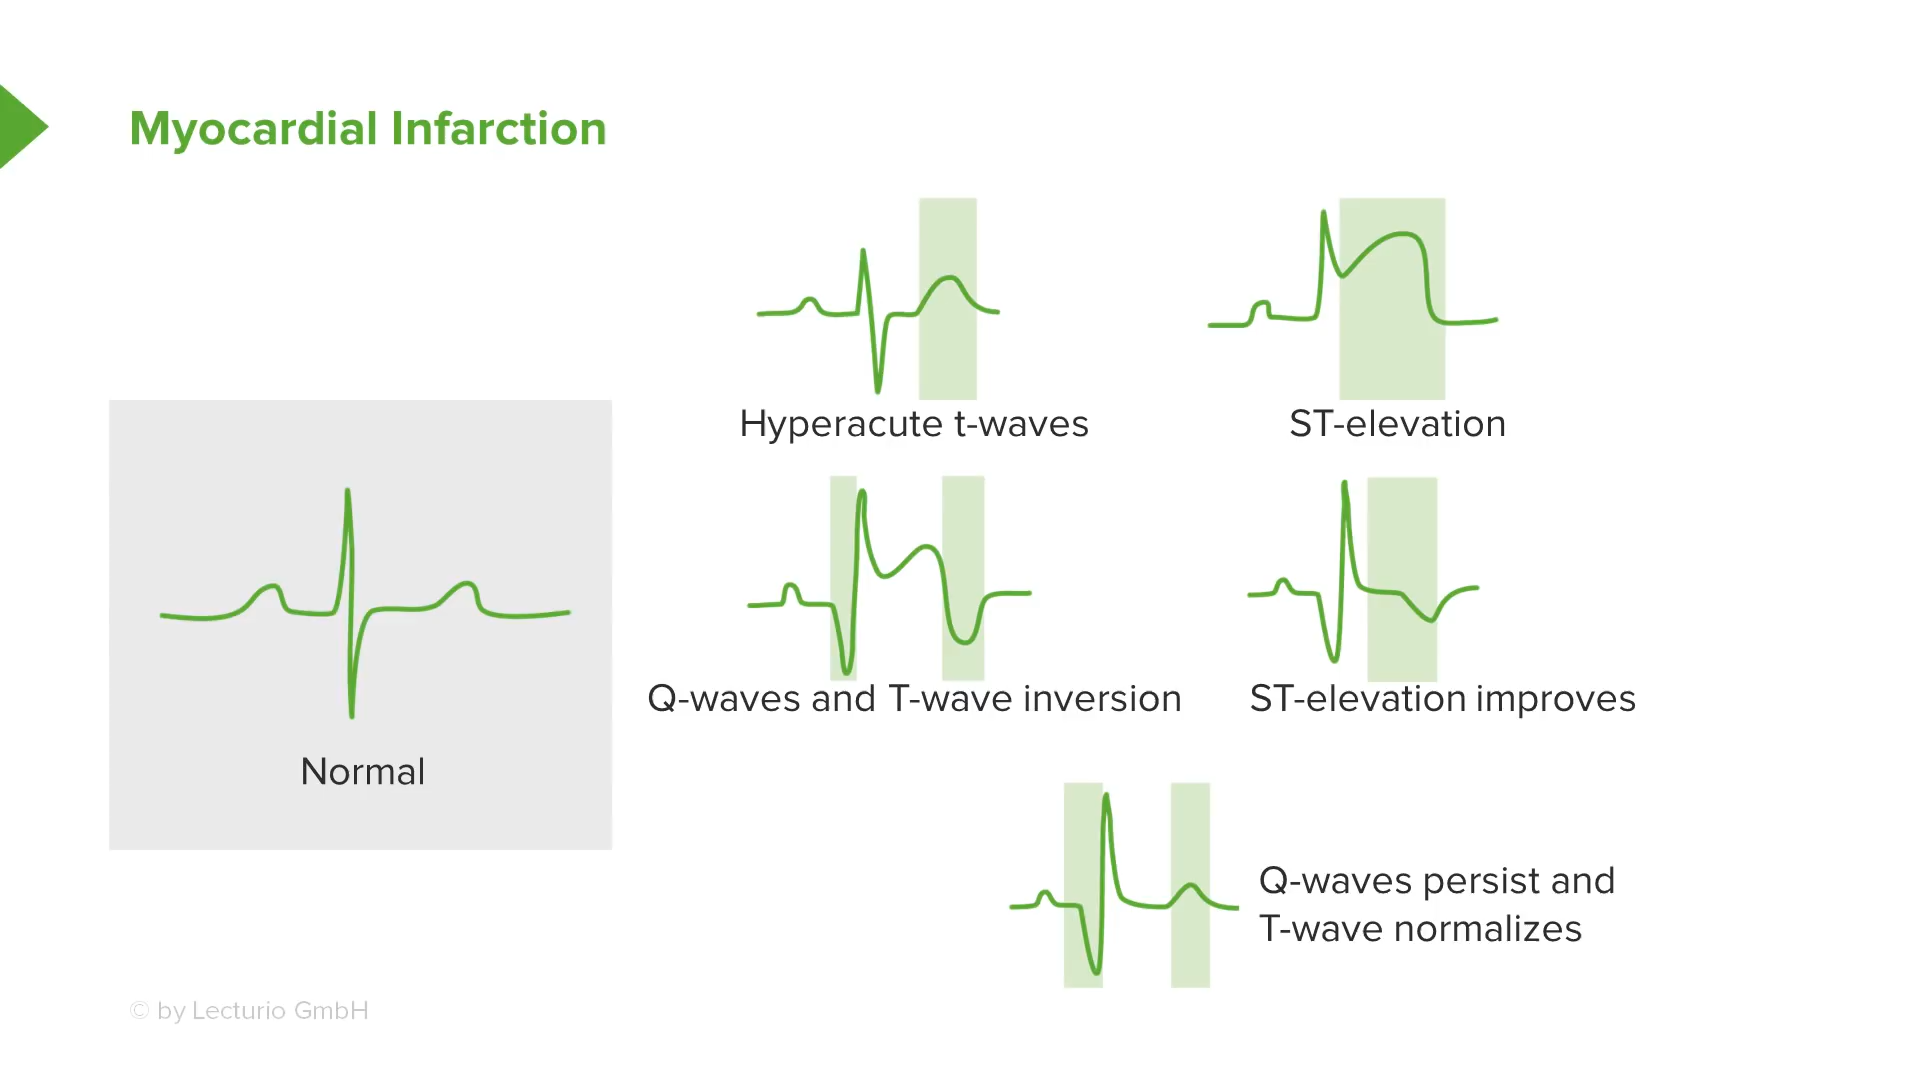 Myocardial Infarction
Hyperacute t-waves
ST-elevation
Normal
Q-waves and T-wave inversion
ST-elevation improves
Q-waves persist and
T-wave normalizes
© by Lecturio GmbH